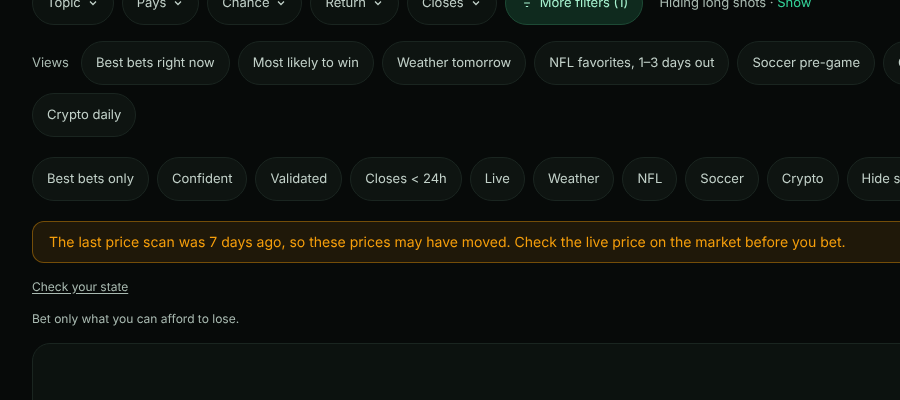 Topic Pays Chance Return Closes More filters (1) Hiding long shots · Show
Views Best bets right now Most likely to win Weather tomorrow NFL favorites, 1–3 days out Soccer pre-game
Crypto daily
Best bets only Confident Validated Closes < 24h Live Weather NFL Soccer Crypto Hide
The last price scan was 7 days ago, so these prices may have moved. Check the live price on the market before you bet.
Check your state
Bet only what you can afford to lose.